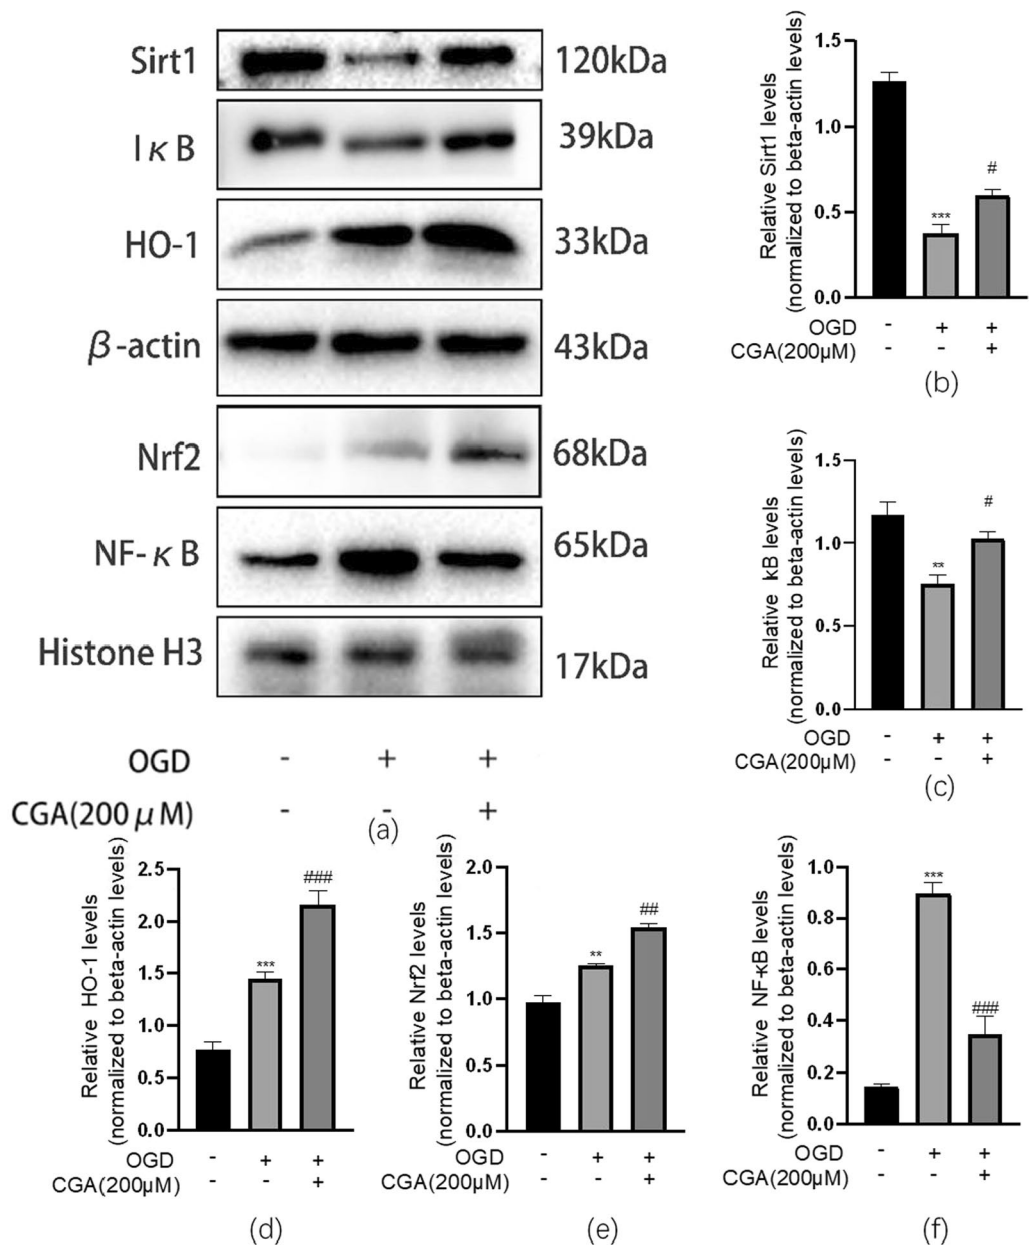 Sirt1 120kDa
IκB 39kDa
HO-1 33kDa
β-actin 43kDa
Nrf2 68kDa
NF-κB 65kDa
Histone H3 17kDa
OGD - + +
CGA(200μM) - - +
(a)
Relative Sirt1 levels
(normalized to beta-actin levels)
1.5
1.0
0.5
0.0
***
#
OGD - + +
CGA(200μM) - - +
(b)
Relative κB levels
(normalized to beta-actin levels)
1.5
1.0
0.5
0.0
**
#
OGD - + +
CGA(200μM) - - +
(c)
Relative HO-1 levels
(normalized to beta-actin levels)
2.5
2.0
1.5
1.0
0.5
0.0
***
###
OGD - + +
CGA(200μM) - - +
(d)
Relative Nrf2 levels
(normalized to beta-actin levels)
2.0
1.5
1.0
0.5
0.0
**
##
OGD - + +
CGA(200μM) - - +
(e)
Relative NF-κB levels
(normalized to beta-actin levels)
1.0
0.8
0.6
0.4
0.2
0.0
***
###
OGD - + +
CGA(200μM) - - +
(f)